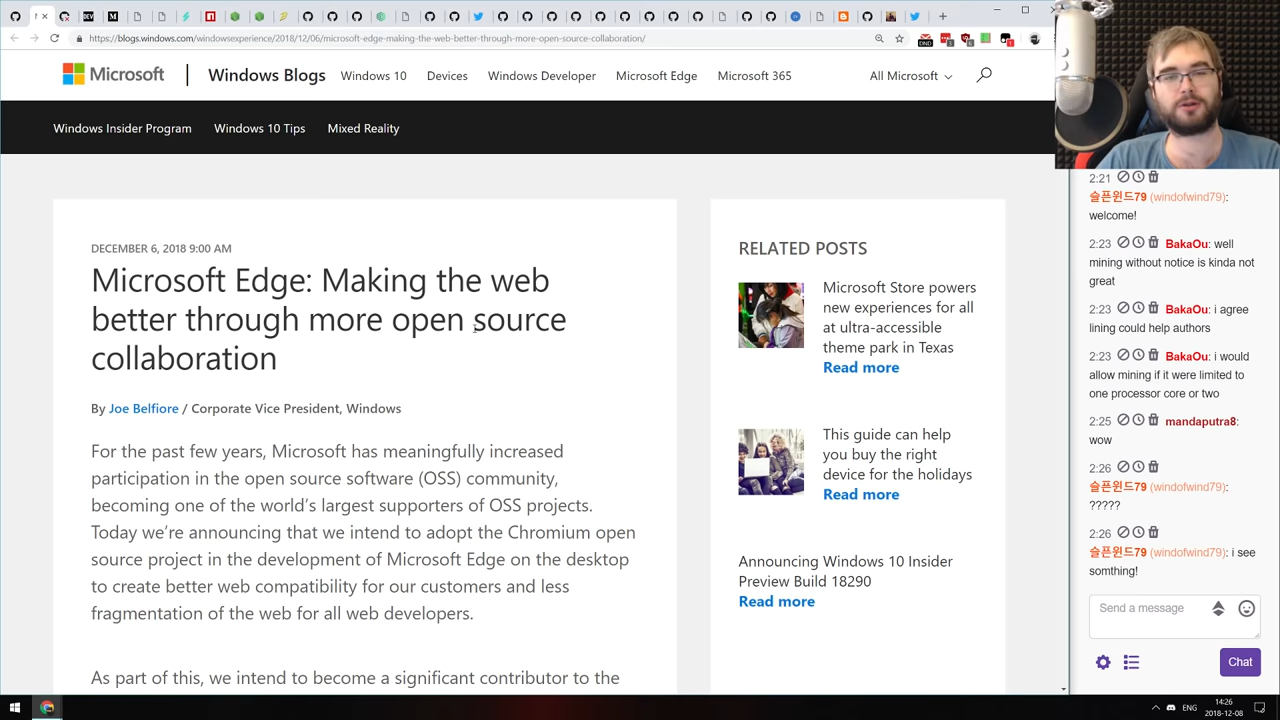 https://blogs.windows.com/windowsexperience/2018/12/06/microsoft-edge-making-the-web-better-through-more-open-source-collaboration/
Microsoft
Windows Blogs
Windows 10
Devices
Windows Developer
Microsoft Edge
Microsoft 365
All Microsoft
Windows Insider Program
Windows 10 Tips
Mixed Reality
DECEMBER 6, 2018 9:00 AM
Microsoft Edge: Making the web
better through more open source
collaboration
By Joe Belfiore / Corporate Vice President, Windows
For the past few years, Microsoft has meaningfully increased
participation in the open source software (OSS) community,
becoming one of the world's largest supporters of OSS projects.
Today we're announcing that we intend to adopt the Chromium open
source project in the development of Microsoft Edge on the desktop
to create better web compatibility for our customers and less
fragmentation of the web for all web developers.
As part of this, we intend to become a significant contributor to the
RELATED POSTS
Microsoft Store powers
new experiences for all
at ultra-accessible
theme park in Texas
Read more
This guide can help
you buy the right
device for the holidays
Read more
Announcing Windows 10 Insider
Preview Build 18290
Read more
2:21
슬픈윈드79 (windofwind79):
welcome!
2:23 BakaOu: well
mining without notice is kinda not
great
2:23 BakaOu: i agree
lining could help authors
2:23 BakaOu: i would
allow mining if it were limited to
one processor core or two
2:25 mandaputra8:
wow
2:26
슬픈윈드79 (windofwind79):
?????
2:26
슬픈윈드79 (windofwind79): i see
somthing!
Send a message
Chat
ENG
14:26
2018-12-08